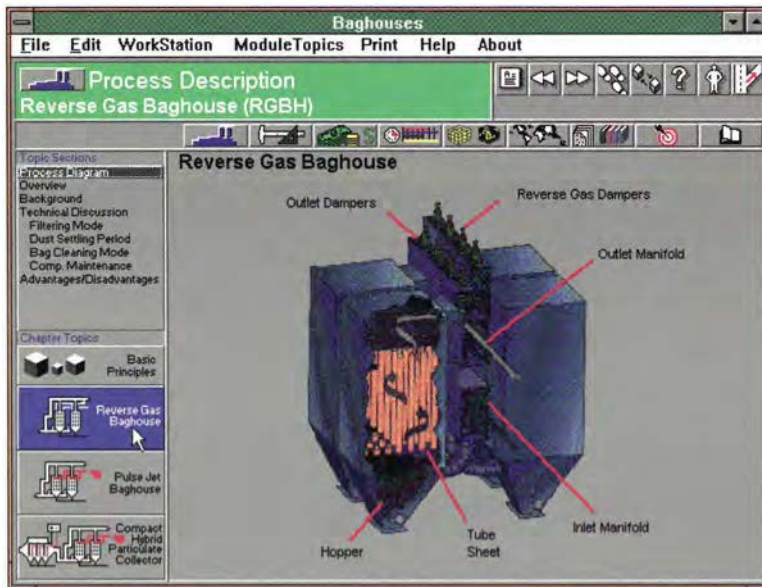 Baghouses
File Edit WorkStation ModuleTopics Print Help About
Process Description
Reverse Gas Baghouse (RGBH)
Topic Sections
Process Diagram
Overview
Background
Technical Discussion
Filtering Mode
Dust Settling Period
Bag Cleaning Mode
Comp. Maintenance
Advantages/Disadvantages
Chapter Topics
Basic
Principles
Reverse Gas
Baghouse
Pulse Jet
Baghouse
Compact
Hybrid
Particulate
Collector
Reverse Gas Baghouse
Outlet Dampers
Reverse Gas Dampers
Outlet Manifold
Inlet Manifold
Tube
Sheet
Hopper